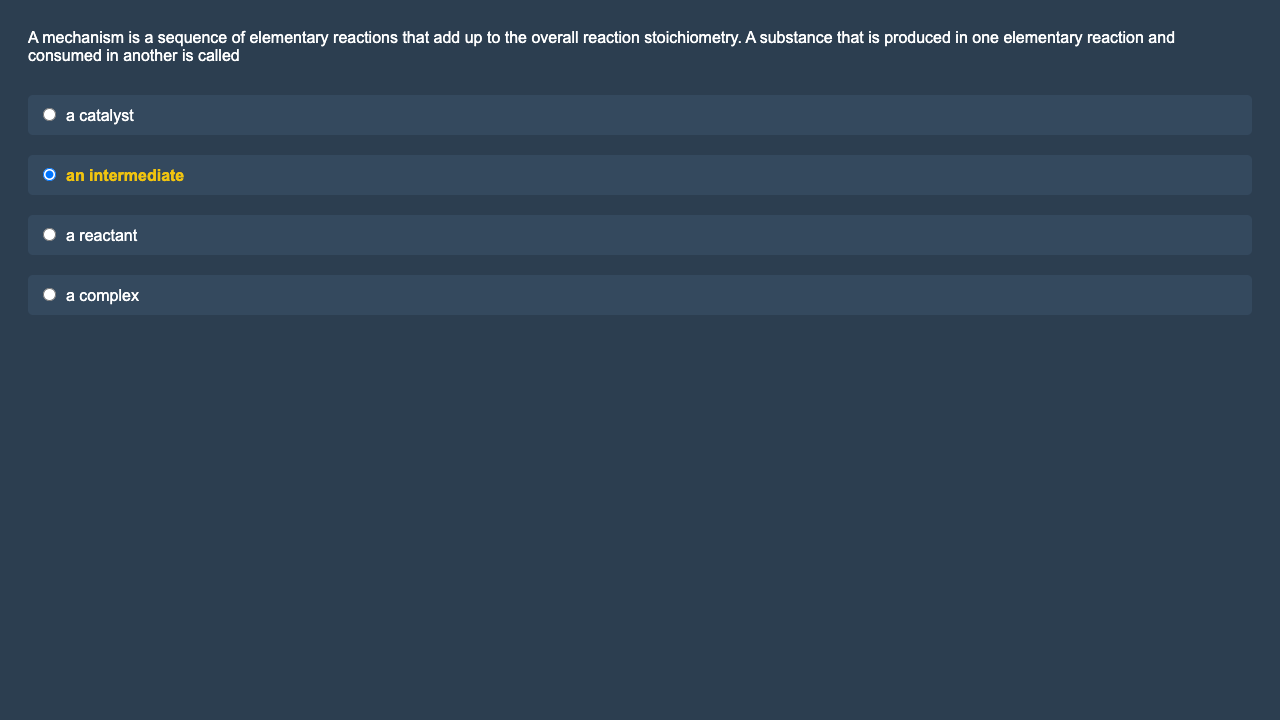 A mechanism is a sequence of elementary reactions that add up to the overall reaction stoichiometry. A substance that is produced in one elementary reaction and
consumed in another is called
a catalyst
an intermediate
a reactant
a complex